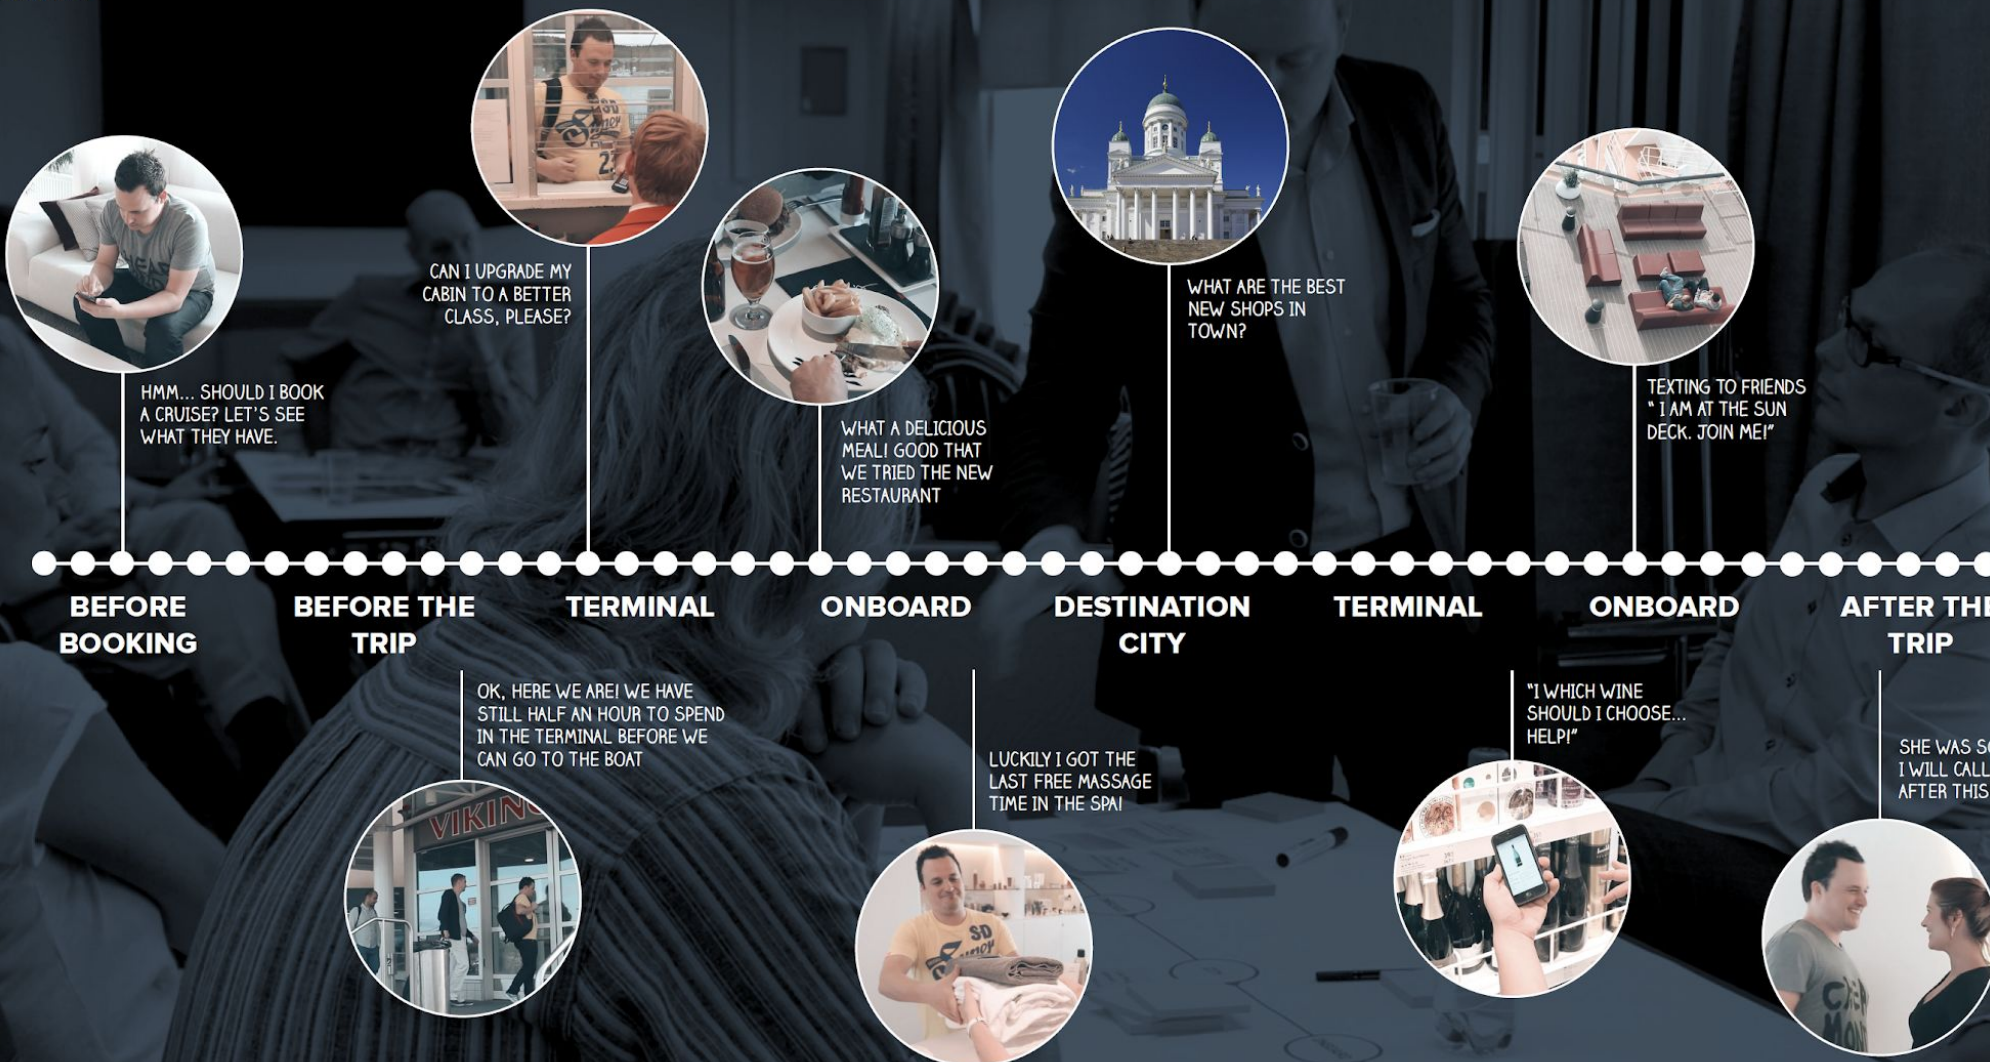 CAN I UPGRADE MY
CABIN TO A BETTER
CLASS, PLEASE?
WHAT ARE THE BEST
NEW SHOPS IN
TOWN?
HMM... SHOULD I BOOK
A CRUISE? LET'S SEE
WHAT THEY HAVE.
WHAT A DELICIOUS
MEAL! GOOD THAT
WE TRIED THE NEW
RESTAURANT
TEXTING TO FRIENDS
" I AM AT THE SUN
DECK. JOIN ME!"
BEFORE
BOOKING
BEFORE THE
TRIP
TERMINAL
ONBOARD
DESTINATION
CITY
TERMINAL
ONBOARD
AFTER THE
TRIP
OK, HERE WE ARE! WE HAVE
STILL HALF AN HOUR TO SPEND
IN THE TERMINAL BEFORE WE
CAN GO TO THE BOAT
VIKING
LUCKILY I GOT THE
LAST FREE MASSAGE
TIME IN THE SPA!
SD
"I WHICH WINE
SHOULD I CHOOSE...
HELP!"
SHE WAS
I WILL CALL
AFTER THIS